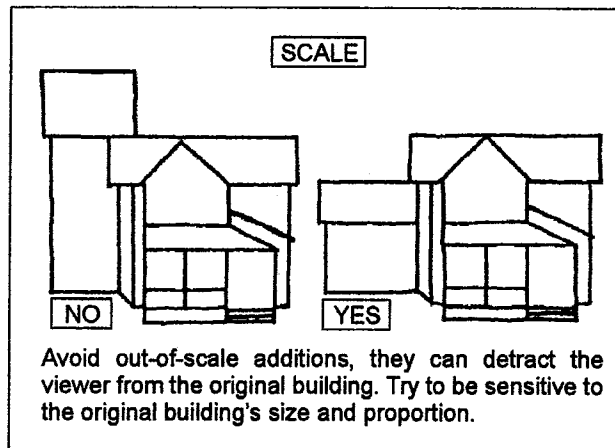 SCALE
NO
YES
Avoid out-of-scale additions, they can detract the
viewer from the original building. Try to be sensitive to
the original building's size and proportion.